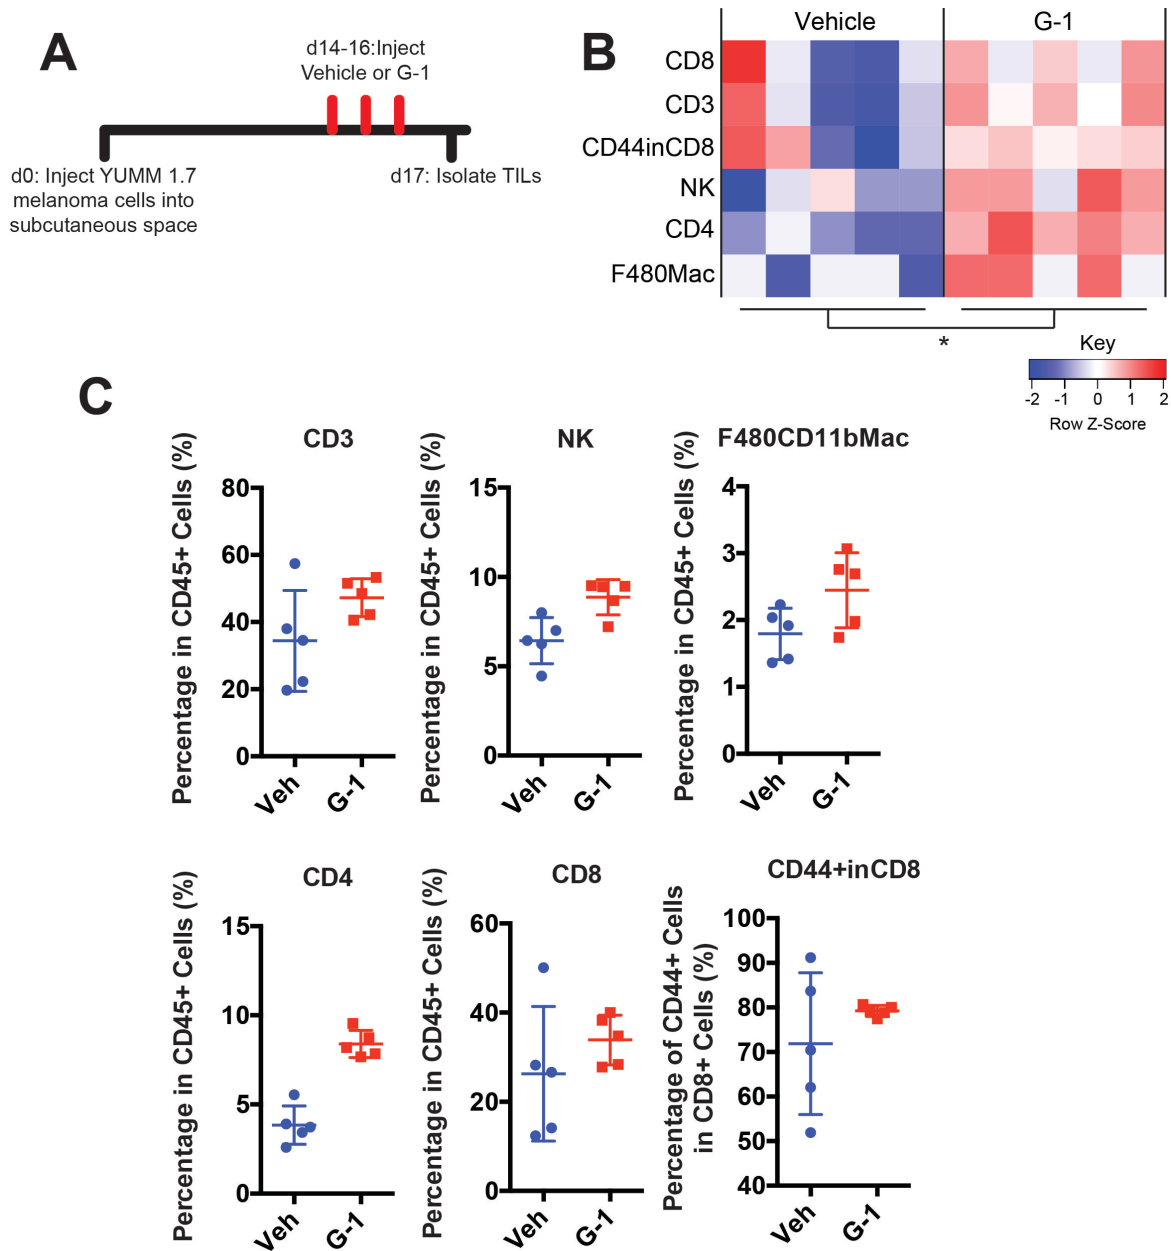 A
d14-16:Inject
Vehicle or G-1
d0: Inject YUMM 1.7
melanoma cells into
subcutaneous space
d17: Isolate TILs
B
Vehicle
G-1
CD8
CD3
CD44inCD8
NK
CD4
F480Mac
*
Key
-2 -1 0 1 2
Row Z-Score
C
CD3
Percentage in CD45+ Cells (%)
80
60
40
20
0
Veh
G-1
NK
Percentage in CD45+ Cells (%)
15
10
5
0
Veh
G-1
F480CD11bMac
Percentage in CD45+ Cells (%)
4
3
2
1
0
Veh
G-1
CD4
Percentage in CD45+ Cells (%)
15
10
5
0
Veh
G-1
CD8
Percentage in CD45+ Cells (%)
60
40
20
0
Veh
G-1
CD44+inCD8
Percentage of CD44+ Cells
in CD8+ Cells (%)
100
90
80
70
60
50
40
Veh
G-1